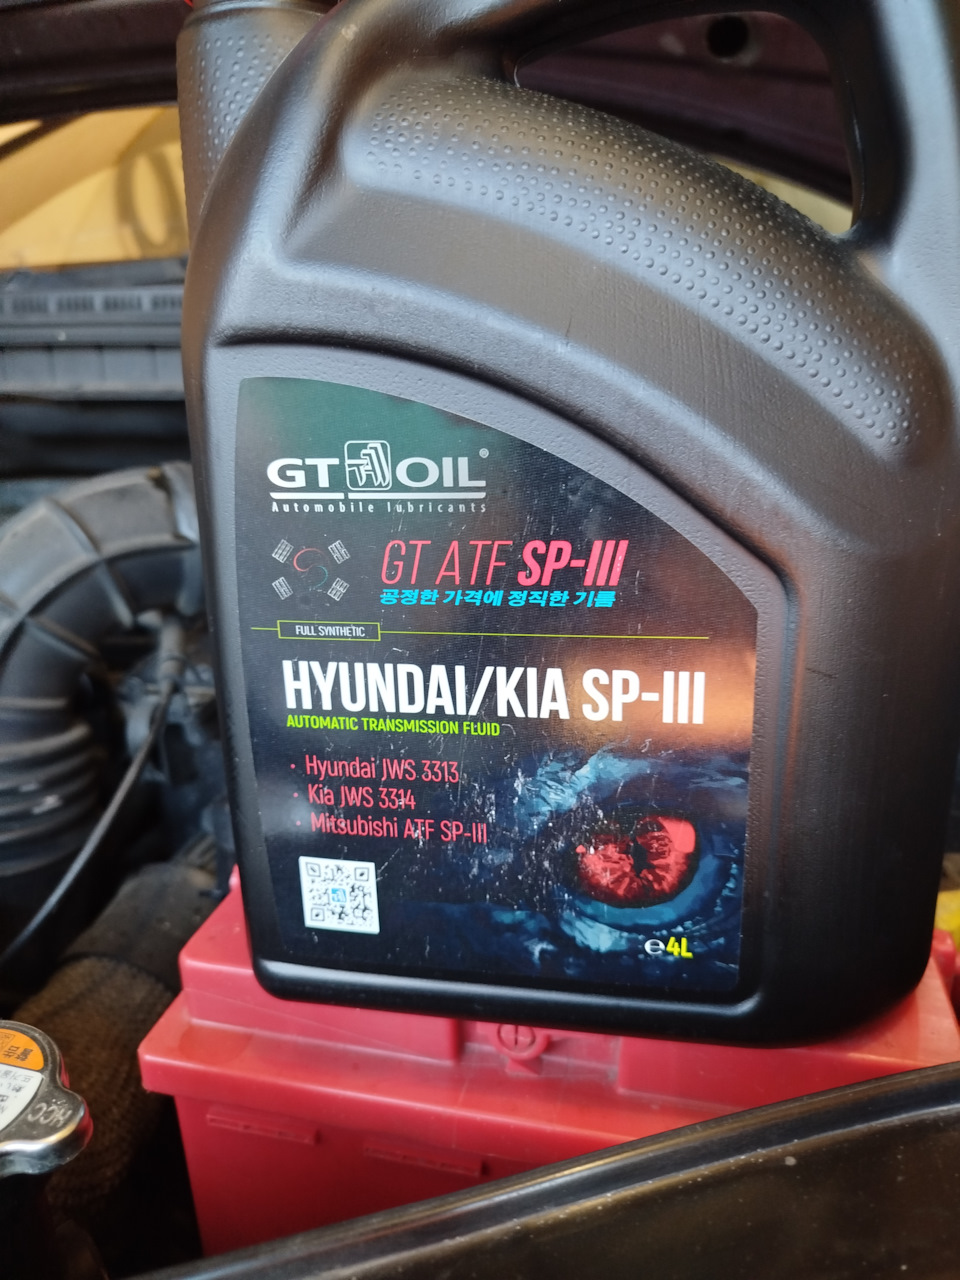 GT OIL®
Automobile lubricants
GT ATF SP-III
공정한 가격에 정직한 기름
FULL SYNTHETIC
HYUNDAI/KIA SP-III
AUTOMATIC TRANSMISSION FLUID
• Hyundai JWS 3313
• Kia JWS 3314
• Mitsubishi ATF SP-III
e4L